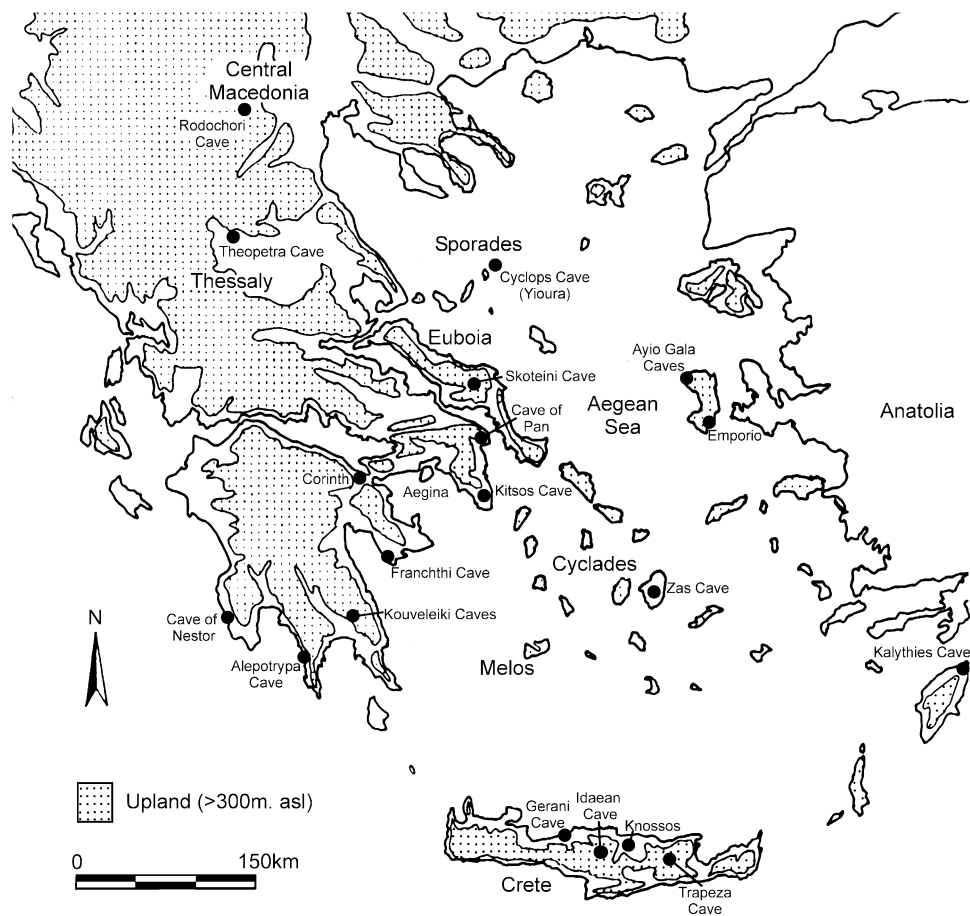 Central
Macedonia
Rodochori
Cave
Theopetra Cave
Thessaly
Sporades
Cyclops Cave
(Yioura)
Euboia
Skoteini Cave
Ayio Gala
Caves
Aegean
Sea
Anatolia
Cave of
Pan
Emporio
Corinth
Aegina
Kitsos Cave
Franchthi Cave
Cyclades
Zas Cave
Cave of
Nestor
Kouveleiki Caves
Kalythies Cave
Alepotrypa
Cave
Melos
N
Upland (>300m. asl)
0
150km
Gerani
Cave
Idaean
Cave
Knossos
Crete
Trapeza
Cave